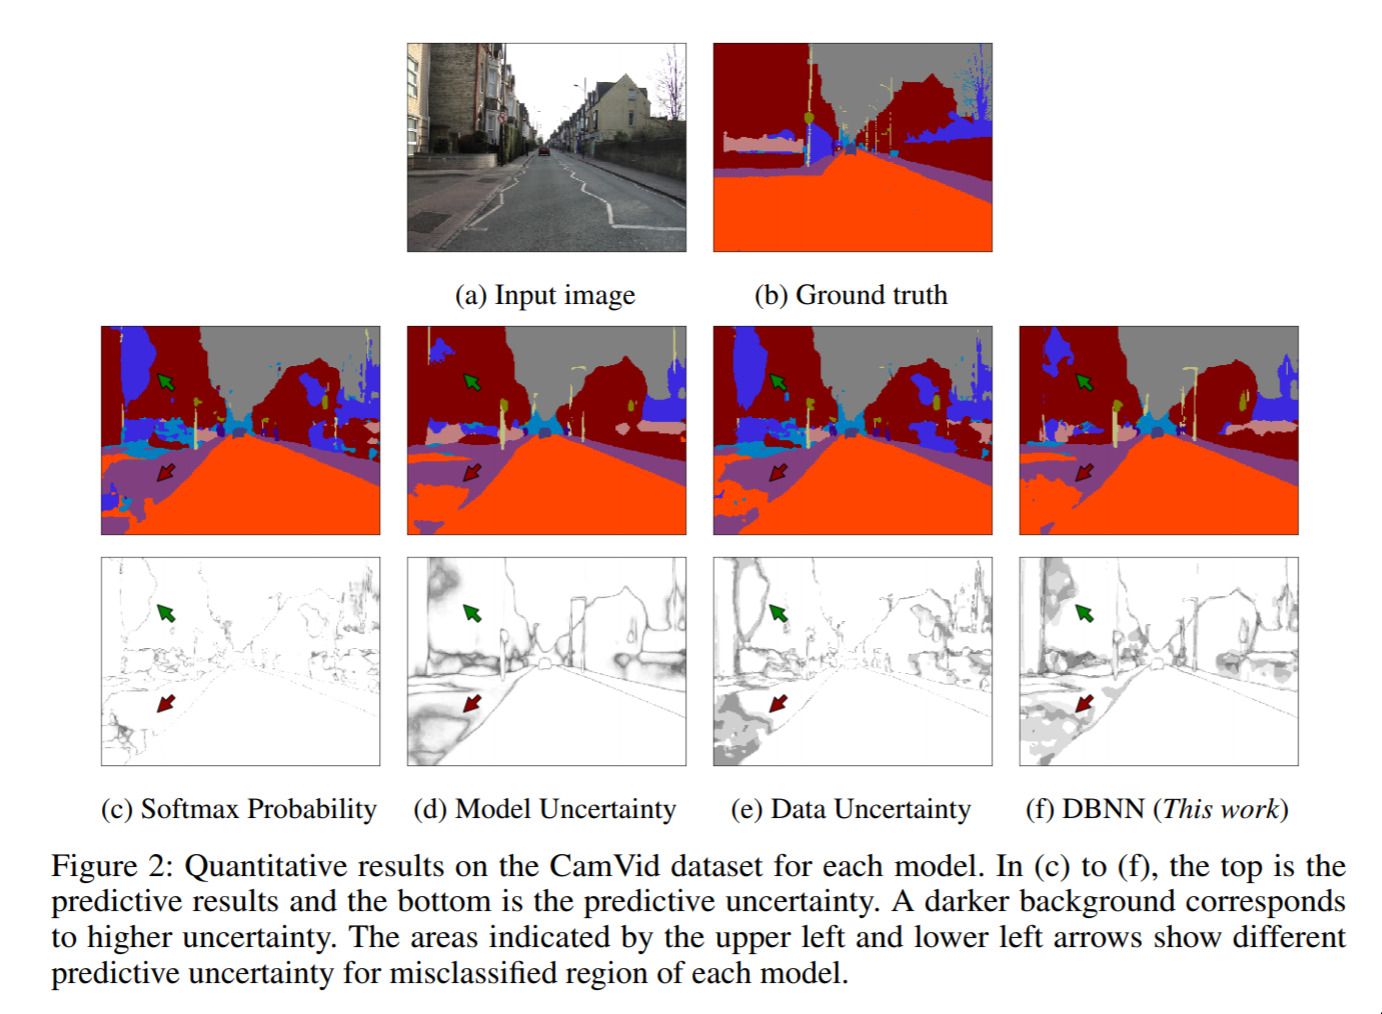 (a) Input image
(b) Ground truth
(c) Softmax Probability
(d) Model Uncertainty
(e) Data Uncertainty
(f) DBNN (This work)
Figure 2: Quantitative results on the CamVid dataset for each model. In (c) to (f), the top is the
predictive results and the bottom is the predictive uncertainty. A darker background corresponds
to higher uncertainty. The areas indicated by the upper left and lower left arrows show different
predictive uncertainty for misclassified region of each model.